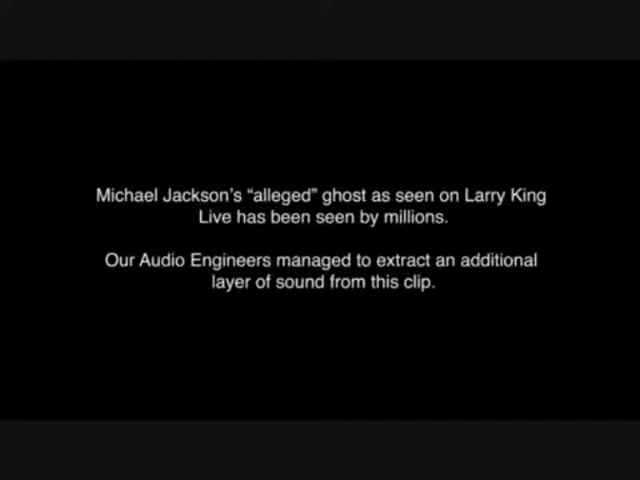 Michael Jackson's “alleged” ghost as seen on Larry King
Live has been seen by millions.
Our Audio Engineers managed to extract an additional
layer of sound from this clip.